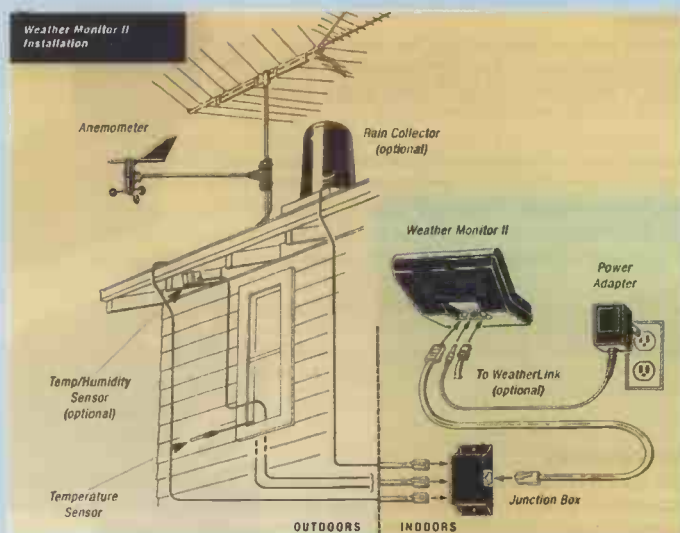 Weather Monitor II
Installation
Anemometer
Rain Collector
(optional)
Weather Monitor II
Power
Adapter
To WeatherLink
(optional)
Temp/Humidity
Sensor
(optional)
Temperature
Sensor
Junction Box
OUTDOORS
INDOORS